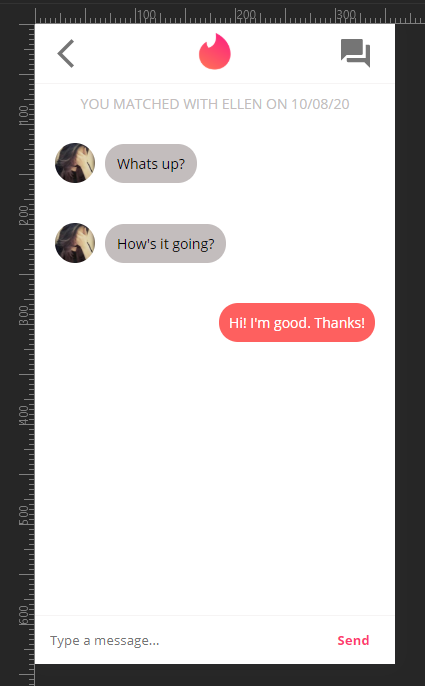 100 200 300
YOU MATCHED WITH ELLEN ON 10/08/20
Whats up?
How's it going?
Hi! I'm good. Thanks!
Type a message...
Send
100
200
300
400
500
600